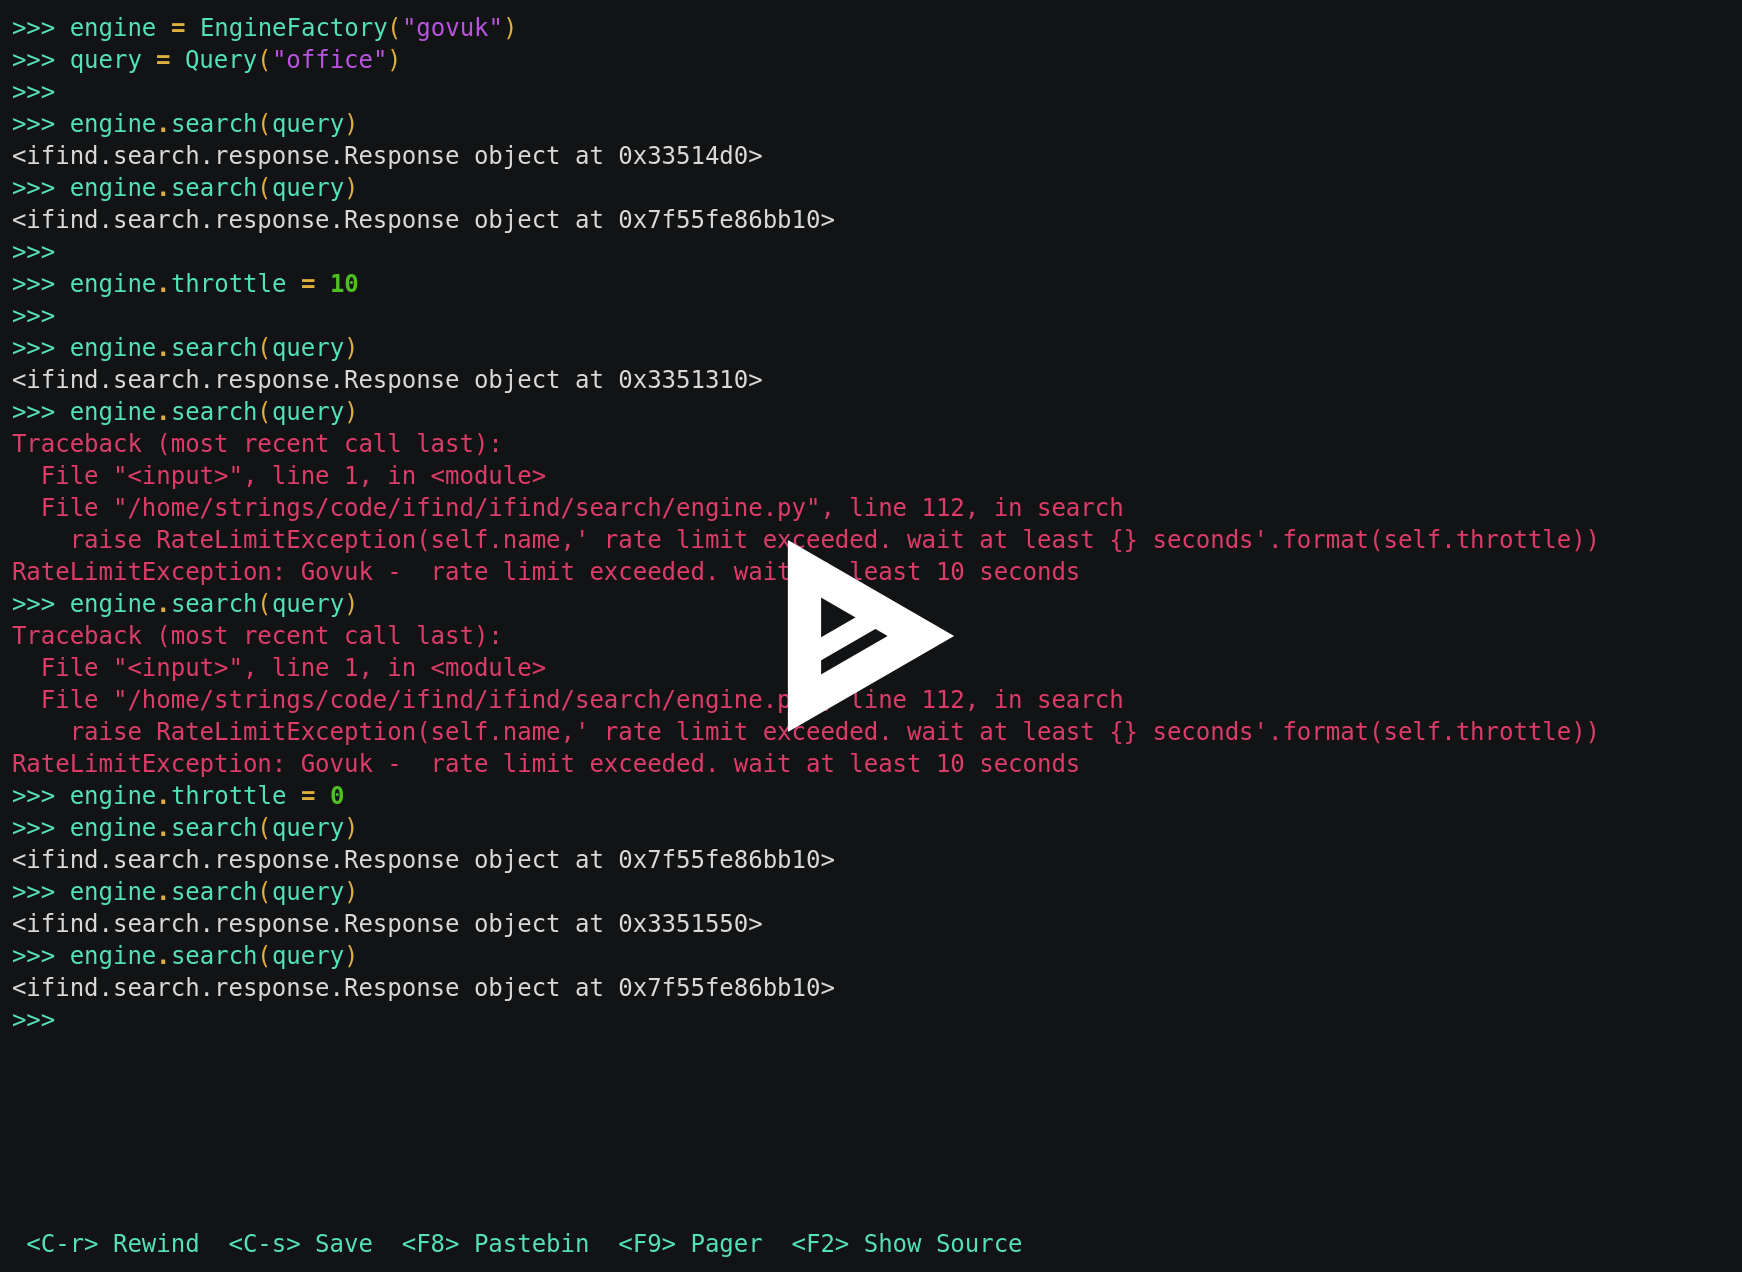 >>> engine = EngineFactory("govuk")
>>> query = Query("office")
>>>
>>> engine.search(query)
<ifind.search.response.Response object at 0x33514d0>
>>> engine.search(query)
<ifind.search.response.Response object at 0x7f55fe86bb10>
>>>
>>> engine.throttle = 10
>>>
>>> engine.search(query)
<ifind.search.response.Response object at 0x3351310>
>>> engine.search(query)
Traceback (most recent call last):
  File "<input>", line 1, in <module>
  File "/home/strings/code/ifind/ifind/search/engine.py", line 112, in search
    raise RateLimitException(self.name,' rate limit exceeded. wait at least {} seconds'.format(self.throttle))
RateLimitException: Govuk -  rate limit exceeded. wait least 10 seconds
>>> engine.search(query)
Traceback (most recent call last):
  File "<input>", line 1, in <module>
  File "/home/strings/code/ifind/ifind/search/engine.p line 112, in search
    raise RateLimitException(self.name,' rate limit exceeded. wait at least {} seconds'.format(self.throttle))
RateLimitException: Govuk -  rate limit exceeded. wait at least 10 seconds
>>> engine.throttle = 0
>>> engine.search(query)
<ifind.search.response.Response object at 0x7f55fe86bb10>
>>> engine.search(query)
<ifind.search.response.Response object at 0x3351550>
>>> engine.search(query)
<ifind.search.response.Response object at 0x7f55fe86bb10>
>>>
 <C-r> Rewind  <C-s> Save  <F8> Pastebin  <F9> Pager  <F2> Show Source